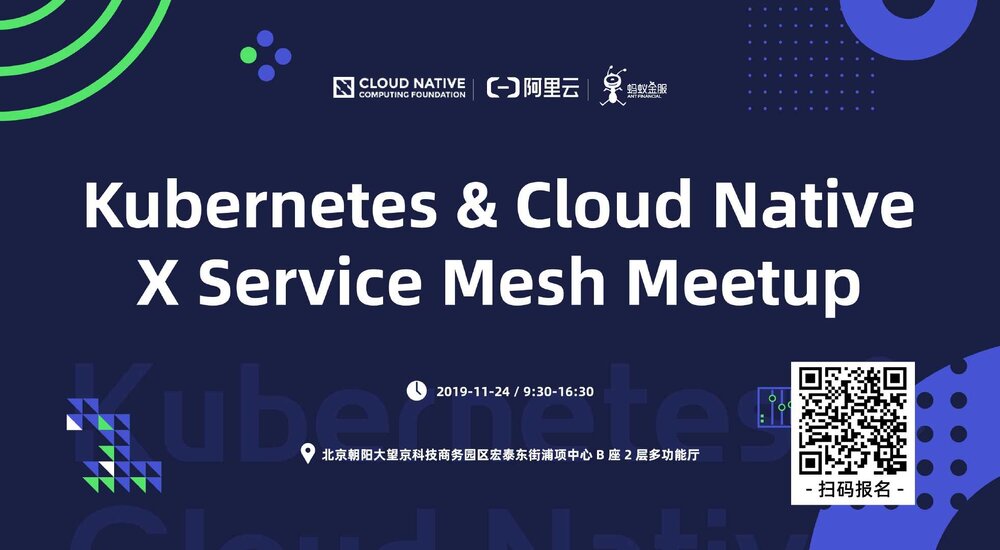 CLOUD NATIVE
COMPUTING FOUNDATION
阿里云
蚂蚁金服
ANT FINANCIAL
Kubernetes & Cloud Native
X Service Mesh Meetup
2019-11-24 / 9:30-16:30
北京朝阳大望京科技商务园区宏泰东街浦项中心 B 座 2 层多功能厅
- 扫码报名 -
Kubernetes &
Cloud Native